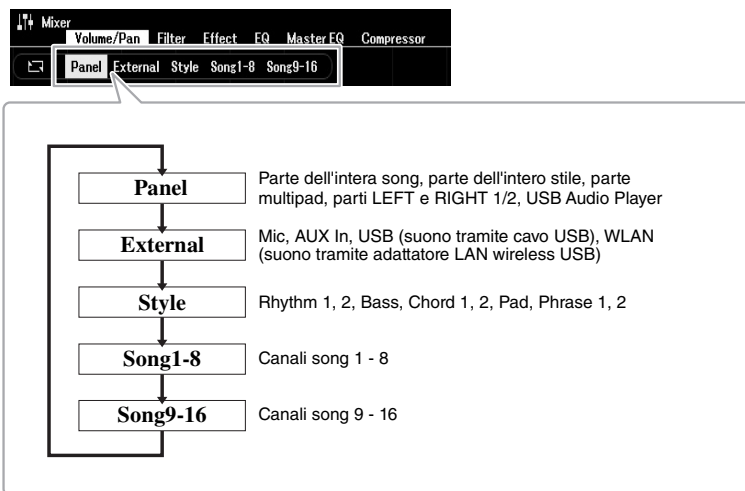 Mixer
Volume/Pan Filter Effect EQ Master EQ Compressor
Panel External Style Song1-8 Song9-16
Panel
Parte dell'intera song, parte dell'intero stile, parte
multipad, parti LEFT e RIGHT 1/2, USB Audio Player
External
Mic, AUX In, USB (suono tramite cavo USB), WLAN
(suono tramite adattatore LAN wireless USB)
Style
Rhythm 1, 2, Bass, Chord 1, 2, Pad, Phrase 1, 2
Song1-8
Canali song 1 - 8
Song9-16
Canali song 9 - 16